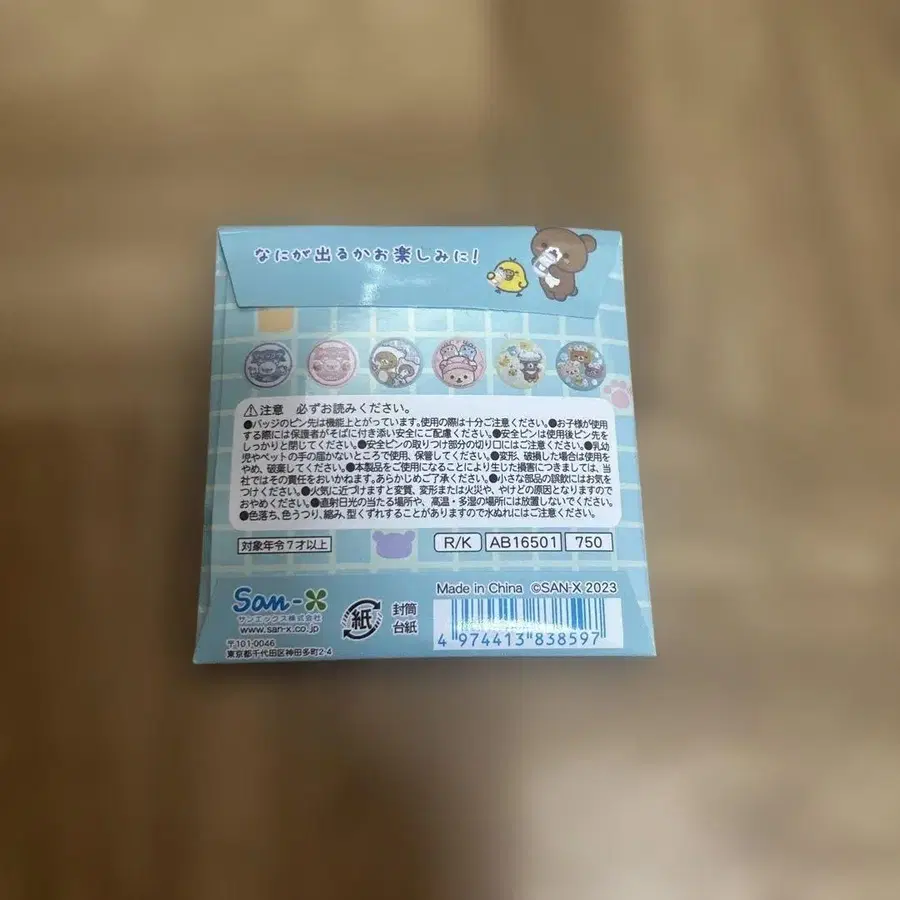 なにが出るかお楽しみに!
⚠注意 必ずお読みください。
●バッジのピン先は機能上とがっています。使用の際は十分ご注意ください。●お子様が使用
する際には保護者がそばに付き添い安全にご配慮ください。●安全ピンは使用後ピン先を
しっかりと閉じてください。●安全ピンの取りつけ部分の切り口にはご注意ください。●乳幼
児やペットの手の届かないところで使用、保管してください。●変形、破損した場合は使用を
やめ、破棄してください。●本製品をご使用になることにより生じた損害につきましては、当
社ではその責任をおいかねます。あらかじめご了承ください。●小さな部品の誤飲にはお気を
つけください。●火気に近づけますと変質、変形または火災や、やけどの原因となりますので
おやめください。●直射日光の当たる場所や、高温・多湿の場所には放置しないでください。
●色落ち、色うつり、縮み、型くずれすることがありますので水ぬれにはご注意ください。
対象年令7才以上
R/K AB16501 750
Made in China ©SAN-X 2023
San-X
サンエックス株式会社
www.san-x.co.jp
〒101-0046
東京都千代田区神田多町2-4
紙
封筒
台紙
4 974413 838597